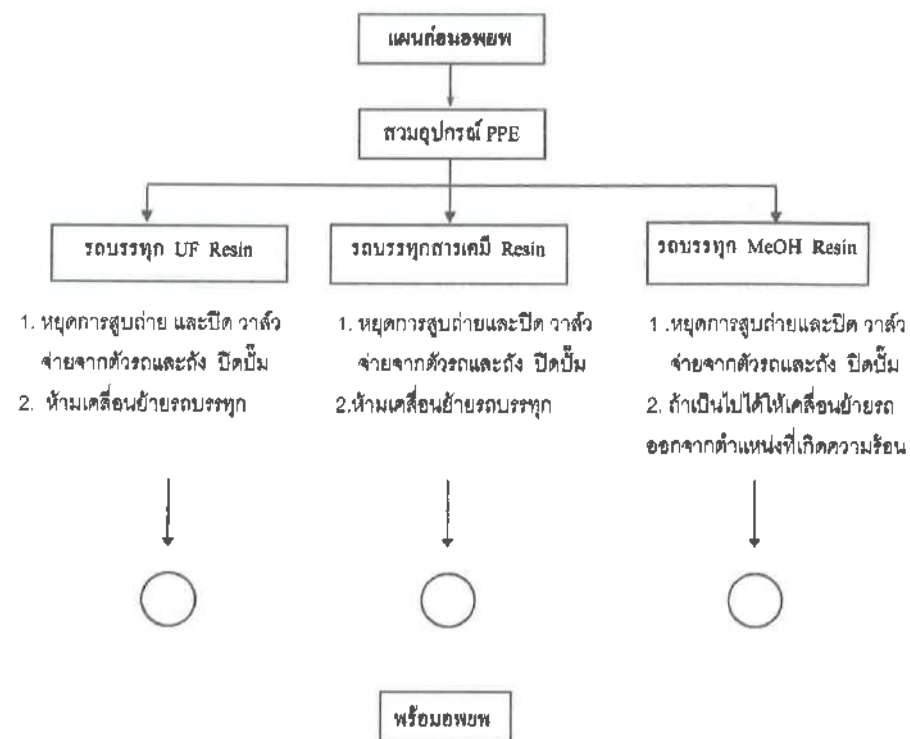 แผนก่อนอพยพ
สวมอุปกรณ์ PPE
รถบรรทุก UF Resin
1. หยุดการสูบถ่าย และปิด วาล์ว
จ่ายจากตัวรถและถัง ปิดปั๊ม
2. ห้ามเคลื่อนย้ายรถบรรทุก
รถบรรทุกสารเคมี Resin
1. หยุดการสูบถ่ายและปิด วาล์ว
จ่ายจากตัวรถและถัง ปิดปั๊ม
2.ห้ามเคลื่อนย้ายรถบรรทุก
รถบรรทุก MeOH Resin
1 .หยุดการสูบถ่ายและปิด วาล์ว
จ่ายจากตัวรถและถัง ปิดปั๊ม
2. ถ้าเป็นไปได้ให้เคลื่อนย้ายรถ
ออกจากตำแหน่งที่เกิดความร้อน
พร้อมอพยพ